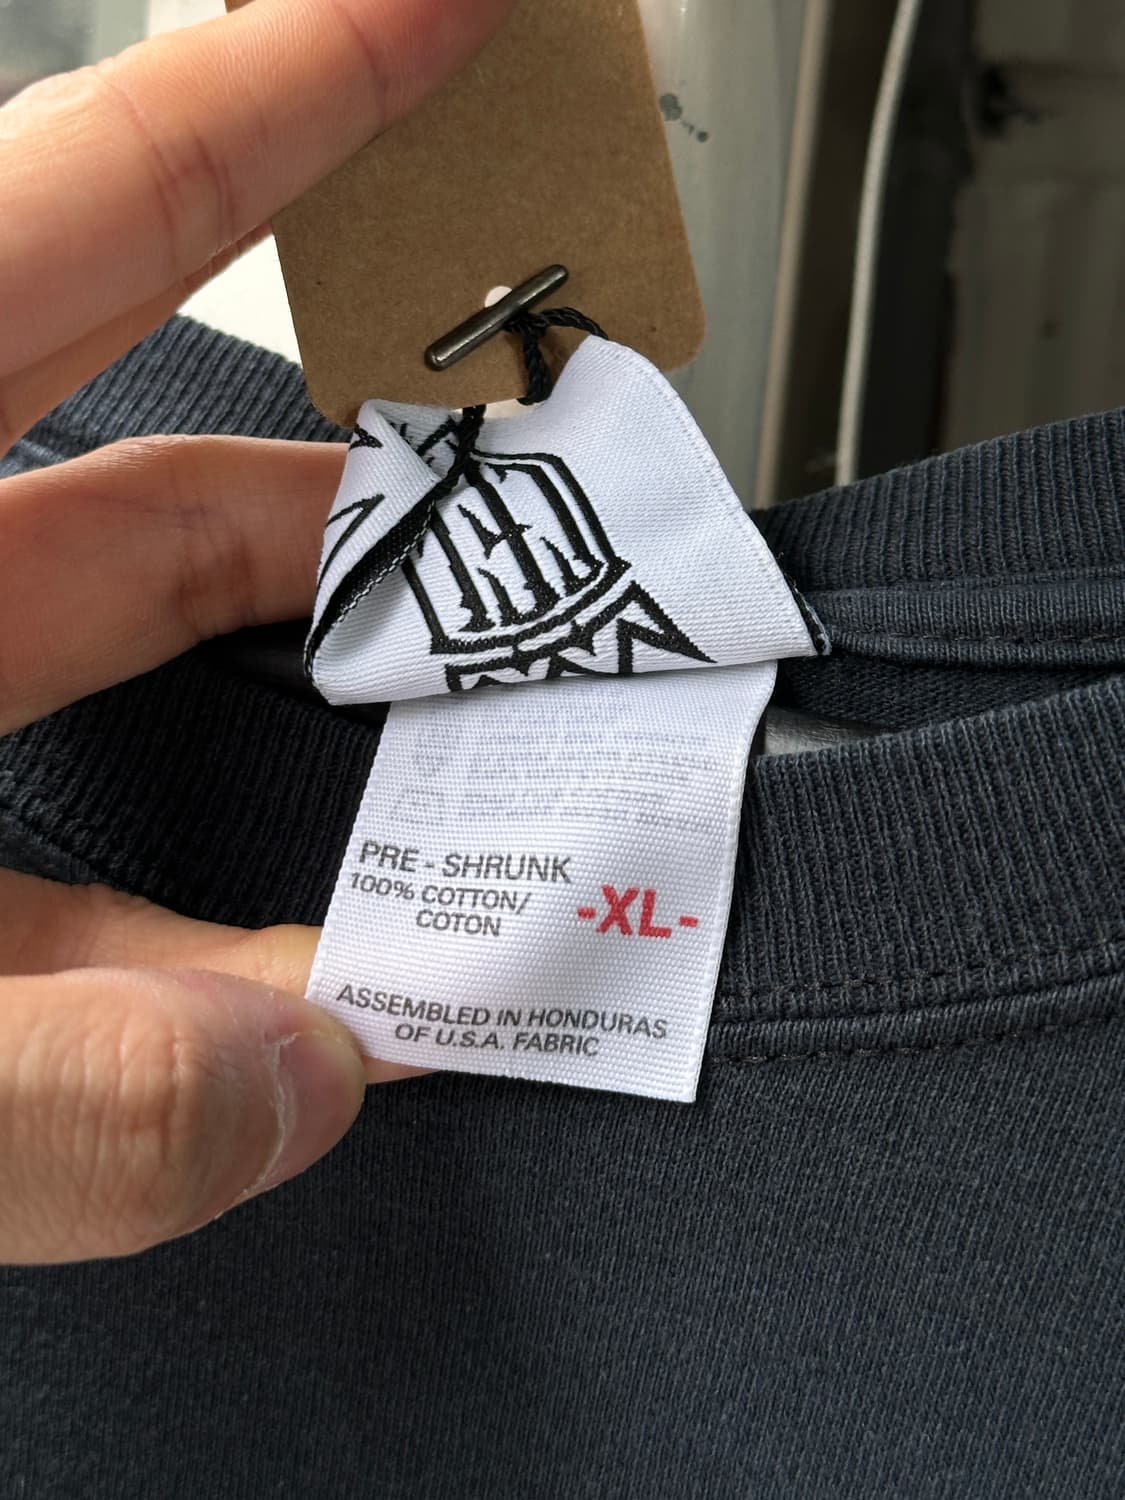 PRE - SHRUNK
100% COTTON/
COTON
-XL-
ASSEMBLED IN HONDURAS
OF U.S.A. FABRIC